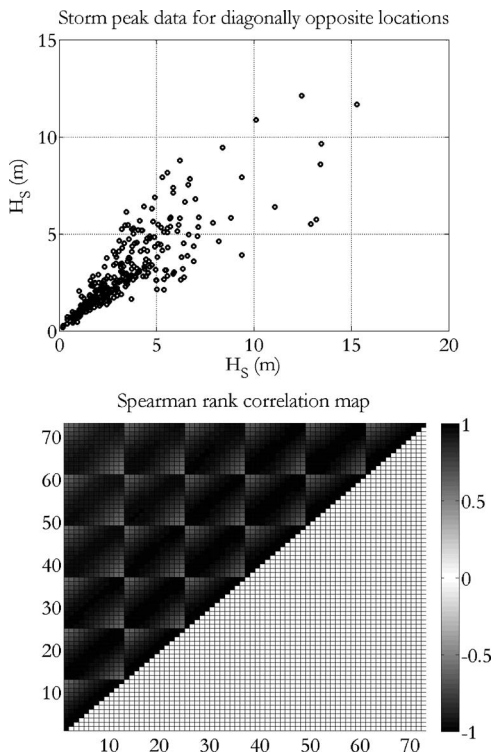 Storm peak data for diagonally opposite locations
15
10
5
0
0 5 10 15 20
H_S (m)
H_S (m)
Spearman rank correlation map
70
60
50
40
30
20
10
10 20 30 40 50 60 70
1
0.5
0
-0.5
-1